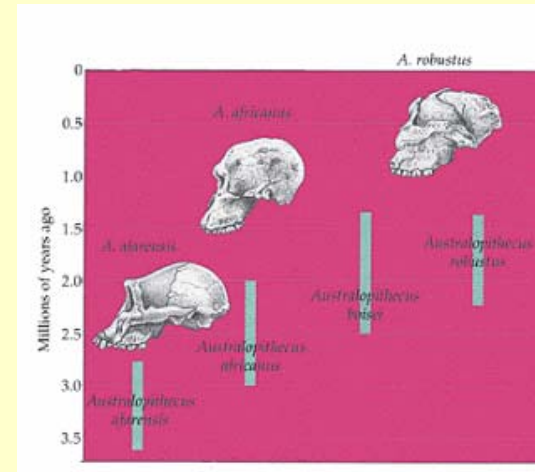 A. robustus
0
A. africanus
0.5
1.0
1.5
A. afarensis
Australopithecus
robustus
2.0
Australopithecus
boisei
2.5
Australopithecus
africanus
3.0
Australopithecus
afarensis
3.5
Millions of years ago